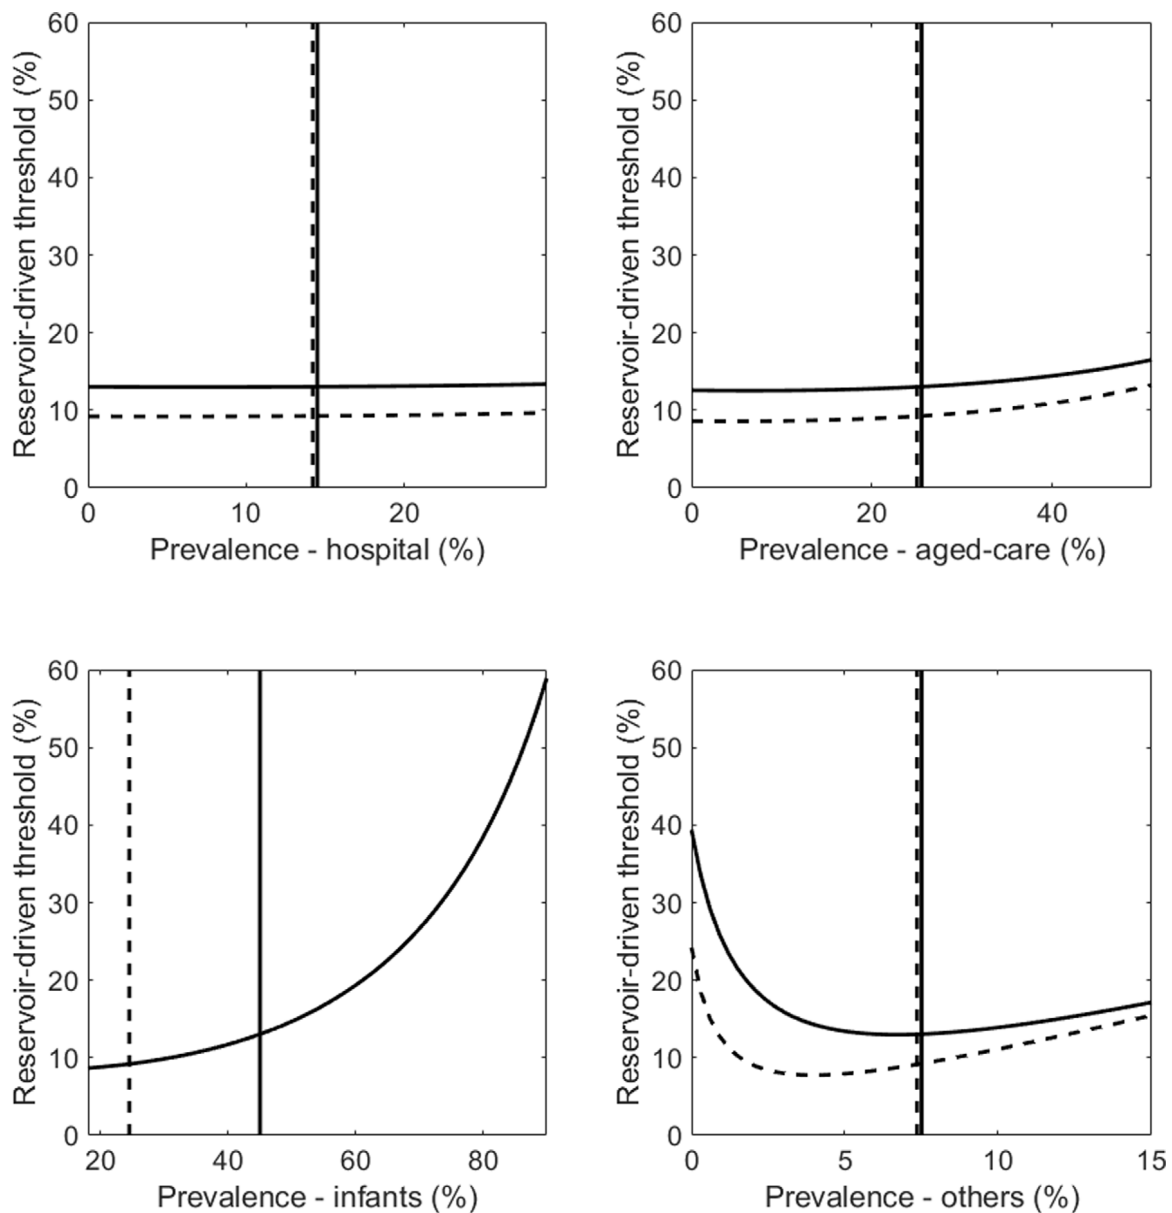 60
50
40
30
20
10
0
Reservoir-driven threshold (%)
0 10 20
Prevalence - hospital (%)
60
50
40
30
20
10
0
Reservoir-driven threshold (%)
0 20 40
Prevalence - aged-care (%)
60
50
40
30
20
10
0
Reservoir-driven threshold (%)
20 40 60 80
Prevalence - infants (%)
60
50
40
30
20
10
0
Reservoir-driven threshold (%)
0 5 10 15
Prevalence - others (%)